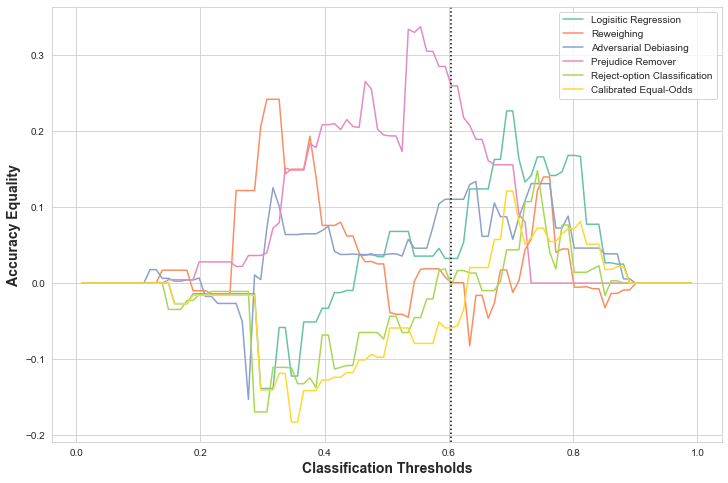 Logisitic Regression
Reweighing
Adversarial Debiasing
Prejudice Remover
Reject-option Classification
Calibrated Equal-Odds
Accuracy Equality
0.3
0.2
0.1
0.0
−0.1
−0.2
0.0 0.2 0.4 0.6 0.8 1.0
Classification Thresholds